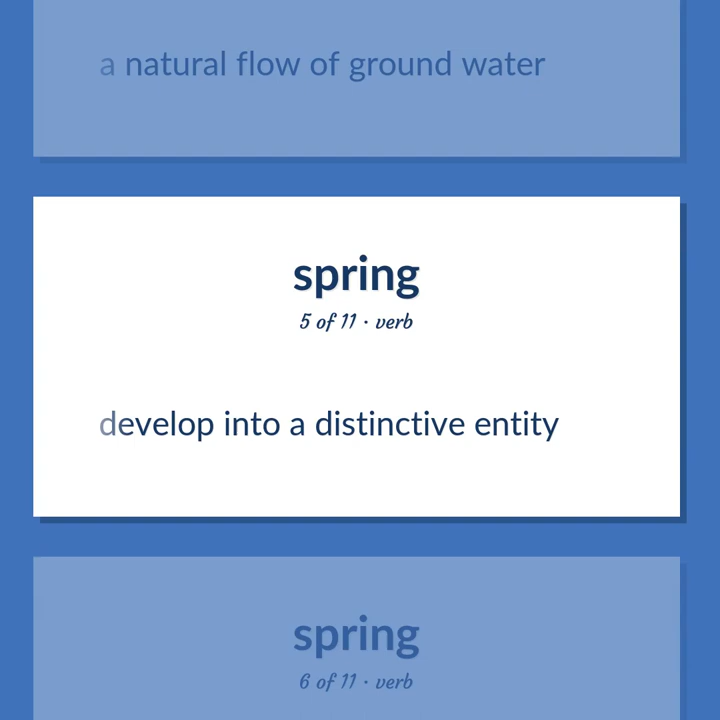 a natural flow of ground water
spring
5 of 11 · verb
develop into a distinctive entity
spring
6 of 11 · verb